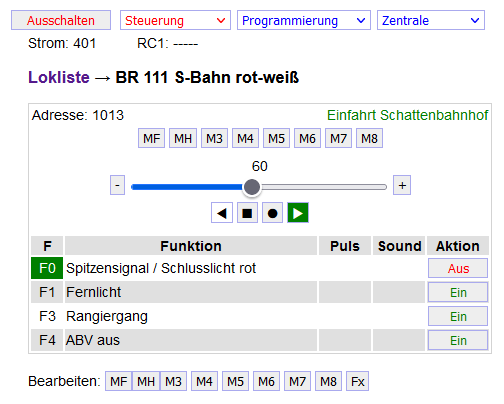 Ausschalten Steuerung Programmierung Zentrale
Strom: 401 RC1: -----
Lokliste → BR 111 S-Bahn rot-weiß
Adresse: 1013 Einfahrt Schattenbahnhof
MF MH M3 M4 M5 M6 M7 M8
60
- +
◀ ■ ● ▶
F Funktion Puls Sound Aktion
F0 Spitzensignal / Schlusslicht rot Aus
F1 Fernlicht Ein
F3 Rangiergang Ein
F4 ABV aus Ein
Bearbeiten: MF MH M3 M4 M5 M6 M7 M8 Fx